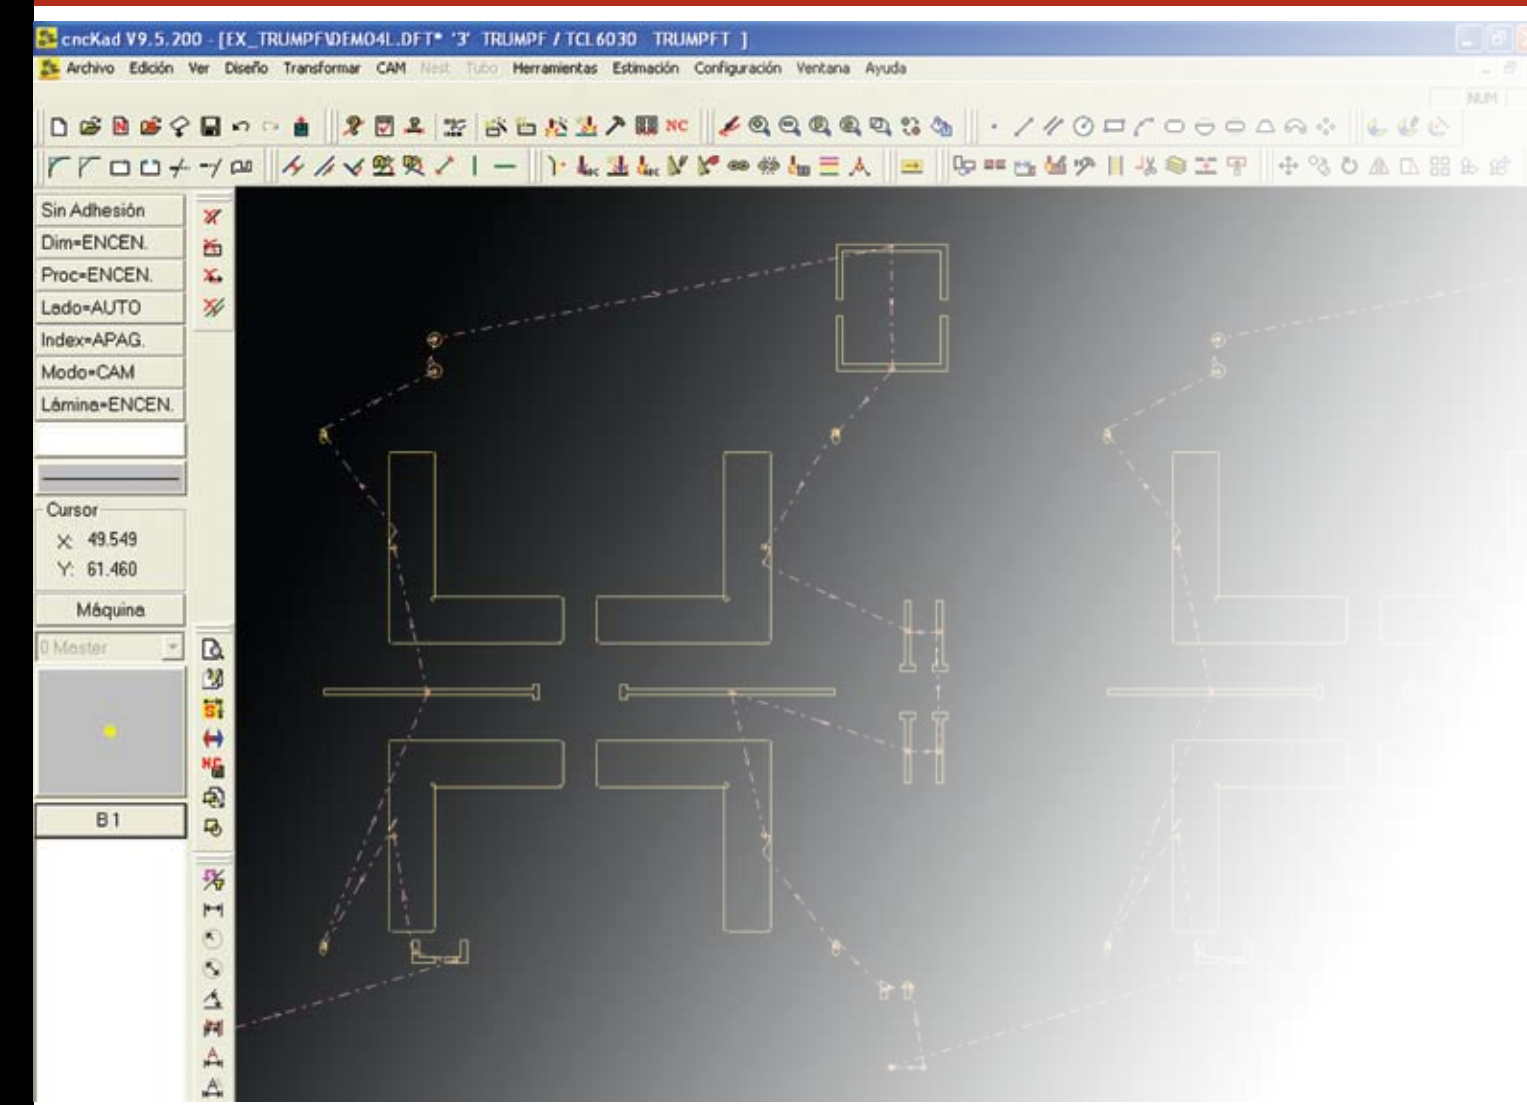 cncKad V9.5.200 - [EX_TRUMPF\DEMO4L.DFT* '3' TRUMPF / TCL6030 TRUMPFT ]
Archivo Edición Ver Diseño Transformar CAM Nest Tubo Herramientas Estimación Configuración Ventana Ayuda
NUM
NC
Sin Adhesión
Dim=ENCEN.
Proc=ENCEN.
Lado=AUTO
Index=APAG.
Modo=CAM
Lámina=ENCEN.
Cursor
X: 49.549
Y: 61.460
Máquina
0 Master
B 1